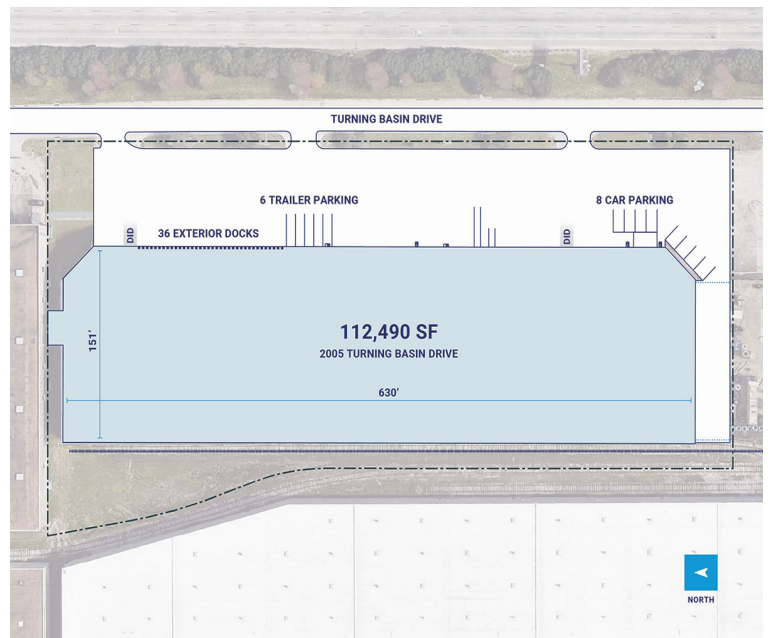 TURNING BASIN DRIVE
6 TRAILER PARKING
8 CAR PARKING
DID
36 EXTERIOR DOCKS
DID
112,490 SF
151’
2005 TURNING BASIN DRIVE
630’
NORTH